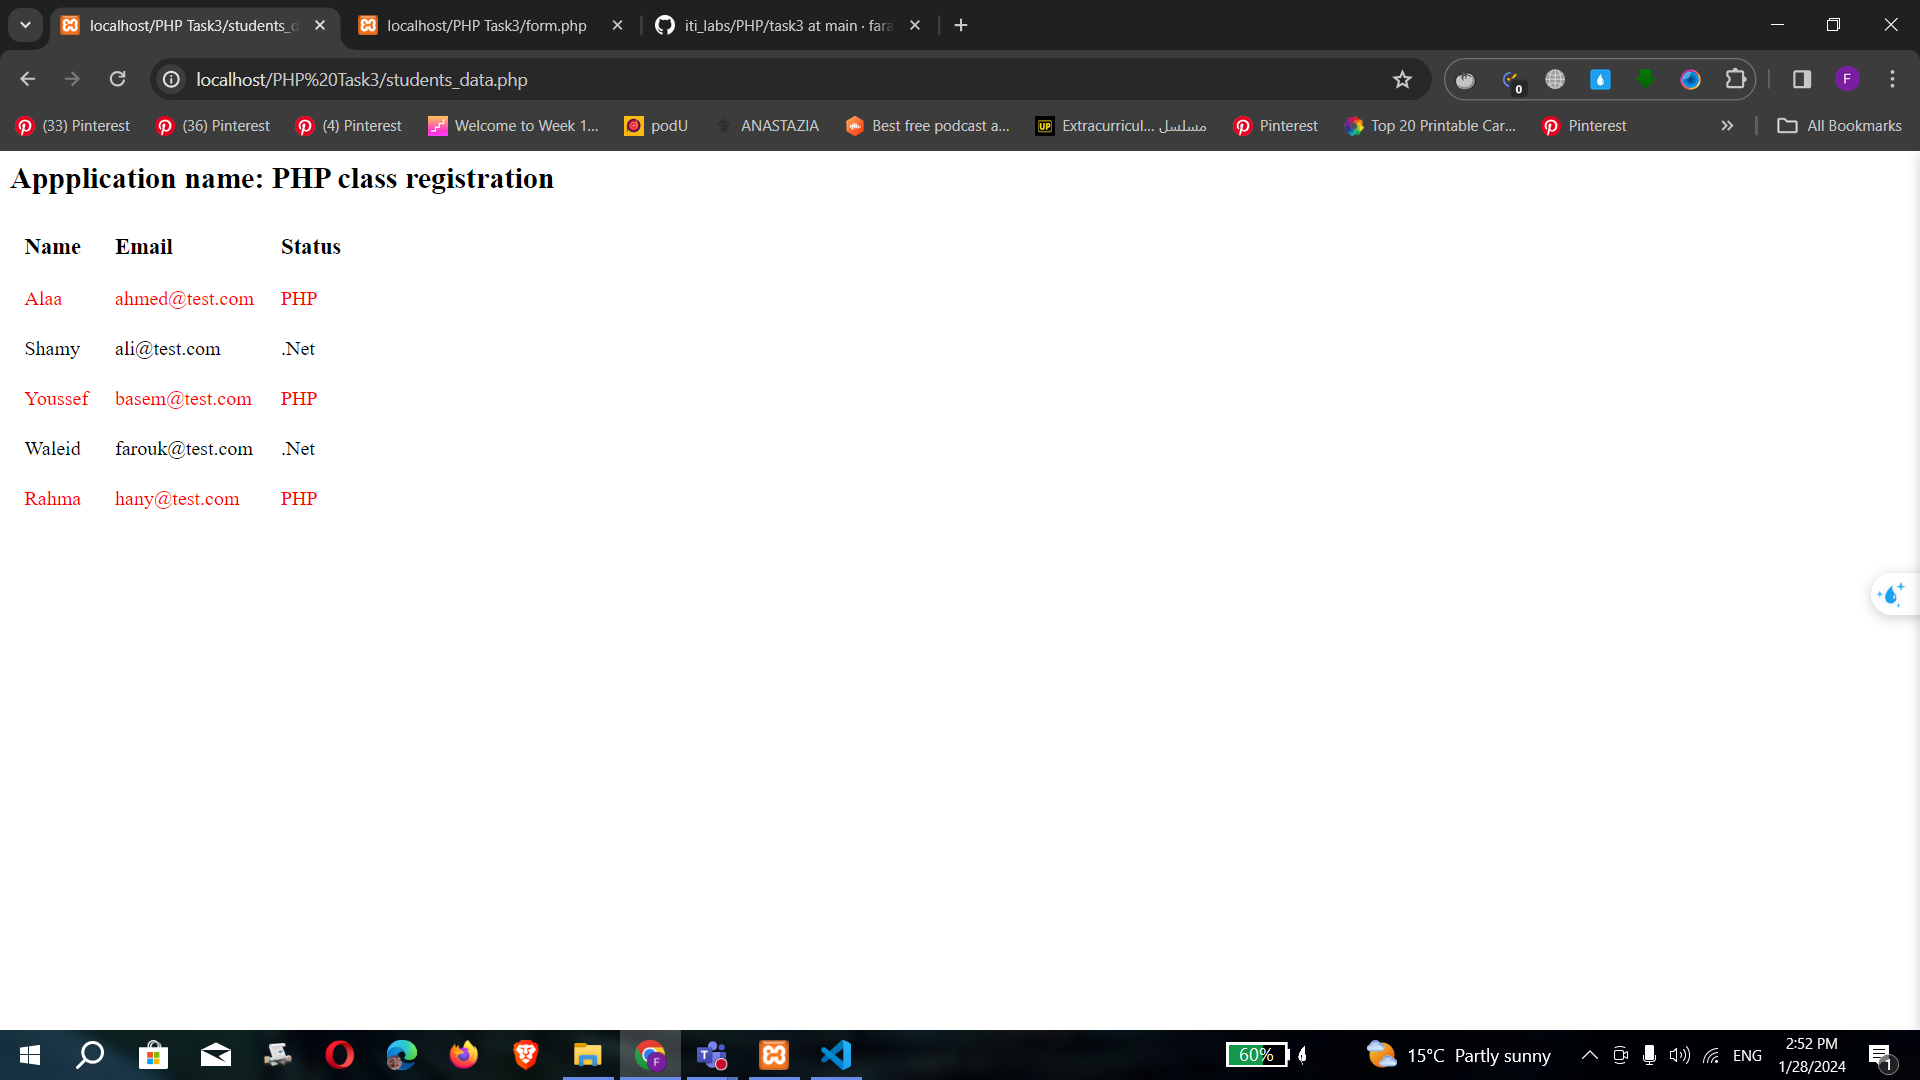 localhost/PHP Task3/students_d
localhost/PHP Task3/form.php
iti_labs/PHP/task3 at main · fara
localhost/PHP%20Task3/students_data.php
0
F
(33) Pinterest
(36) Pinterest
(4) Pinterest
Welcome to Week 1...
podU
ANASTAZIA
Best free podcast a...
UP
Extracurricul... مسلسل
Pinterest
Top 20 Printable Car...
Pinterest
All Bookmarks
Appplication name: PHP class registration
Name Email Status
Alaa ahmed@test.com PHP
Shamy ali@test.com .Net
Youssef basem@test.com PHP
Waleid farouk@test.com .Net
Rahma hany@test.com PHP
F
60%
15°C Partly sunny
ENG
2:52 PM
1/28/2024
1